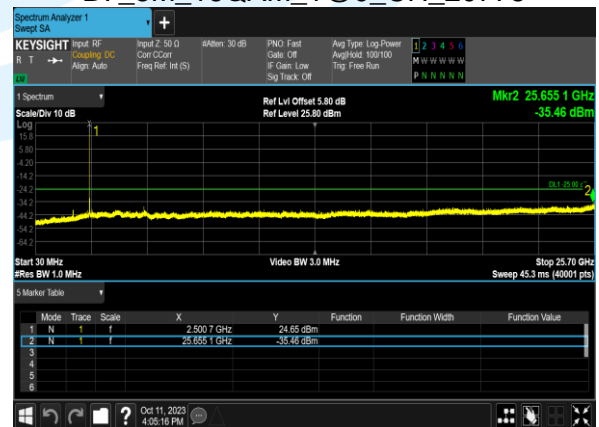 Spectrum Analyzer 1
Swept SA
+
KEYSIGHT
R T
LXI
Input: RF
Coupling: DC
Align: Auto
Input Z: 50 Ω
Corr CCorr
Freq Ref: Int (S)
#Atten: 30 dB
PNO: Fast
Gate: Off
IF Gain: Low
Sig Track: Off
Avg Type: Log-Power
Avg|Hold: 100/100
Trig: Free Run
1 2 3 4 5 6
M W W W W W
P N N N N N
1 Spectrum
Scale/Div 10 dB
Ref Lvl Offset 5.80 dB
Ref Level 25.80 dBm
Mkr2 25.655 1 GHz
-35.46 dBm
Log
15.8
5.80
-4.20
-14.2
-24.2
-34.2
-44.2
-54.2
-64.2
1
DL1 -25.00
2
Start 30 MHz
#Res BW 1.0 MHz
Video BW 3.0 MHz
Stop 25.70 GHz
Sweep 45.3 ms (40001 pts)
5 Marker Table
Mode Trace Scale X Y Function Function Width Function Value
1 N 1 f 2.500 7 GHz 24.65 dBm
2 N 1 f 25.655 1 GHz -35.46 dBm
3
4
5
6
?
Oct 11, 2023
4:05:16 PM